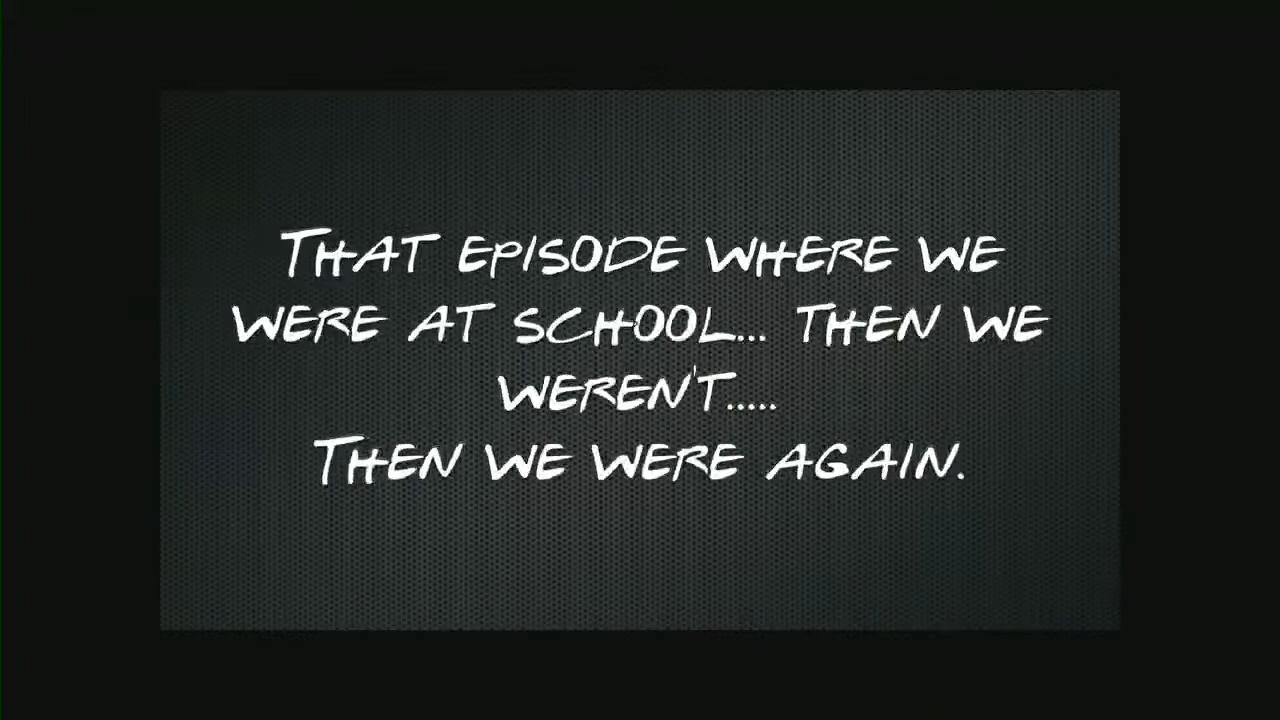 THAT EPISODE WHERE WE
WERE AT SCHOOL... THEN WE
WEREN'T.....
THEN WE WERE AGAIN.